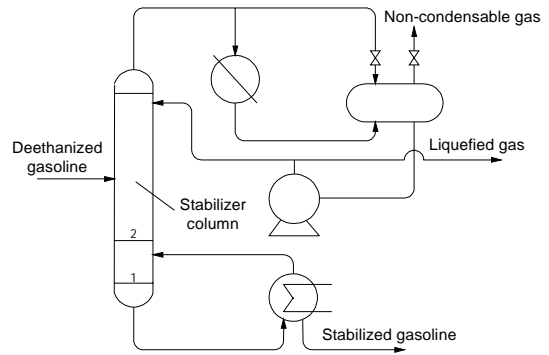 Non-condensable gas
Deethanized
gasoline
Liquefied gas
Stabilizer
column
2
1
Stabilized gasoline